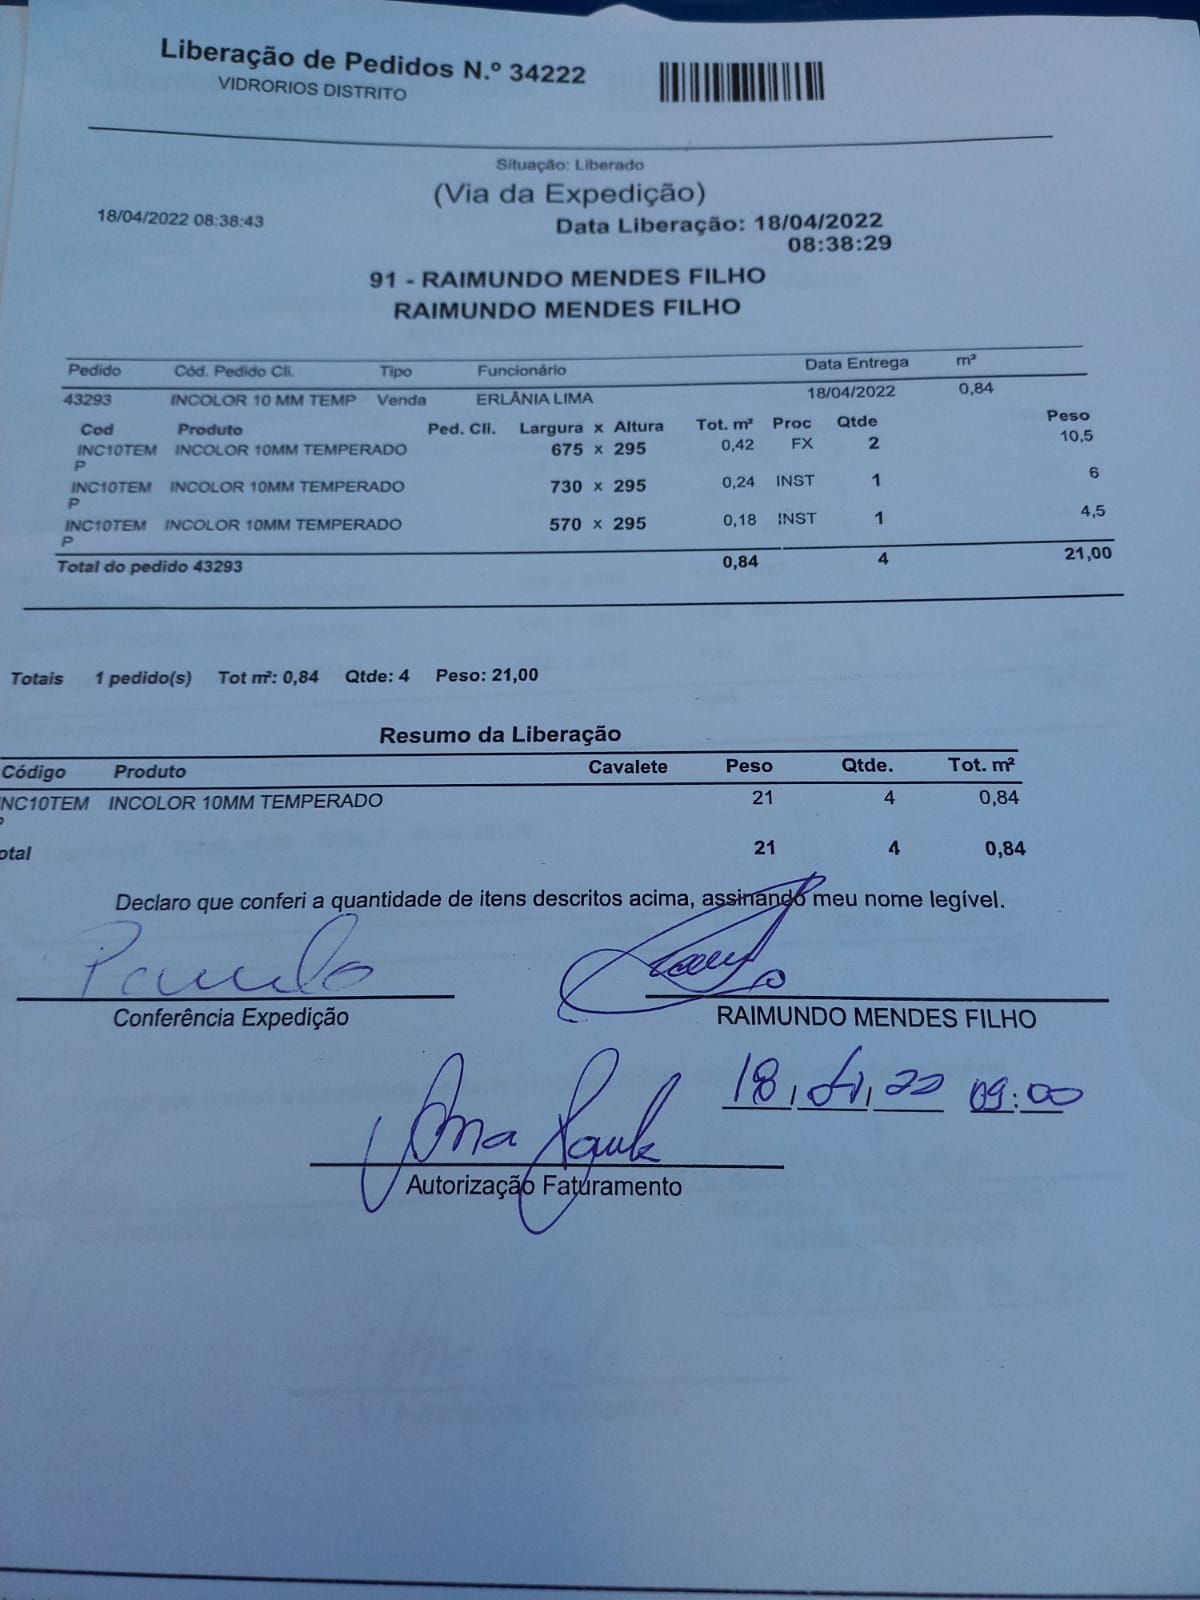 Liberação de Pedidos N.º 34222
VIDRORIOS DISTRITO
Situação: Liberado
(Via da Expedição)
18/04/2022 08:38:43
Data Liberação: 18/04/2022
08:38:29
91 - RAIMUNDO MENDES FILHO
RAIMUNDO MENDES FILHO
Pedido Cód. Pedido Cli. Tipo Funcionário Data Entrega m²
43293 INCOLOR 10 MM TEMP Venda ERLÂNIA LIMA 18/04/2022 0,84
Cod Produto Ped. Cli. Largura x Altura Tot. m² Proc Qtde Peso
INC10TEM INCOLOR 10MM TEMPERADO 675 x 295 0,42 FX 2 10,5
P
INC10TEM INCOLOR 10MM TEMPERADO 730 x 295 0,24 INST 1 6
P
INC10TEM INCOLOR 10MM TEMPERADO 570 x 295 0,18 INST 1 4,5
P
Total do pedido 43293 0,84 4 21,00
Totais 1 pedido(s) Tot m²: 0,84 Qtde: 4 Peso: 21,00
Resumo da Liberação
Código Produto Cavalete Peso Qtde. Tot. m²
NC10TEM INCOLOR 10MM TEMPERADO 21 4 0,84
P
otal 21 4 0,84
Declaro que conferi a quantidade de itens descritos acima, assinando meu nome legível.
Conferência Expedição
RAIMUNDO MENDES FILHO
18, 04, 22 09:00
Ana Paula
Autorização Faturamento